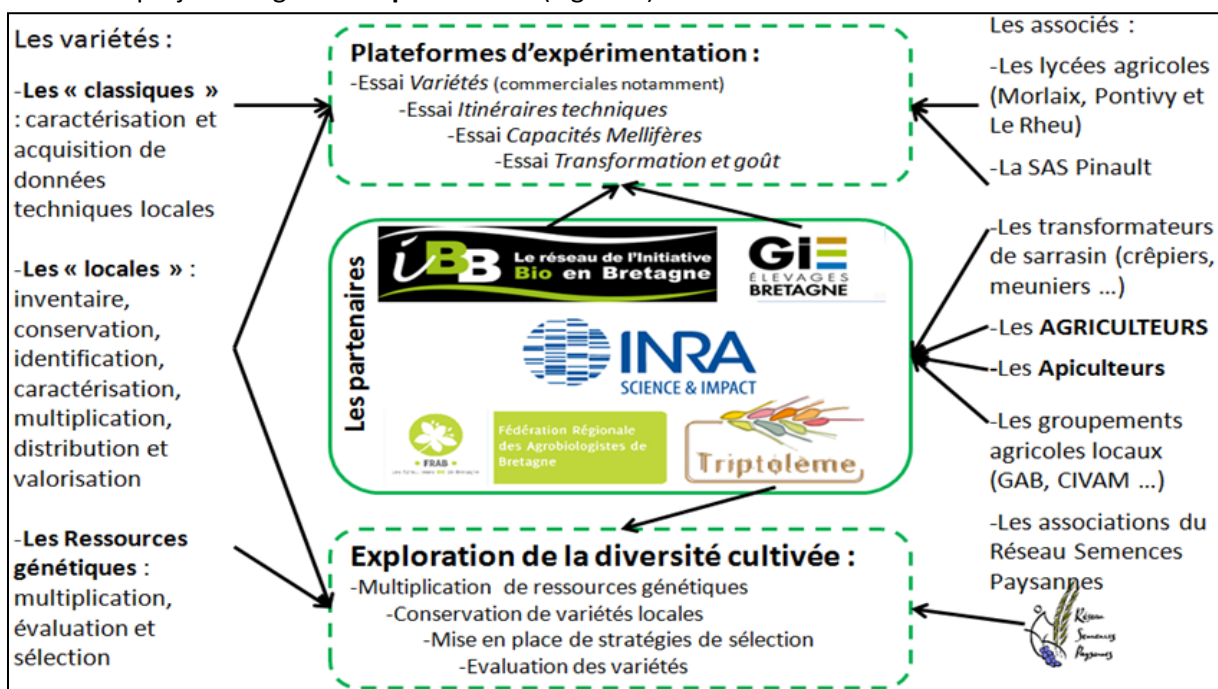 Les variétés :
-Les « classiques »
: caractérisation et
acquisition de
données
techniques locales
-Les « locales » :
inventaire,
conservation,
identification,
caractérisation,
multiplication,
distribution et
valorisation
-Les Ressources
génétiques :
multiplication,
évaluation et
sélection
Plateformes d'expérimentation :
-Essai Variétés (commerciales notamment)
-Essai Itinéraires techniques
-Essai Capacités Mellifères
-Essai Transformation et goût
Les partenaires
iBB
Le réseau de l'Initiative
Bio en Bretagne
GiE
ÉLEVAGES
BRETAGNE
INRA
SCIENCE & IMPACT
• FRAB •
Fédération Régionale
des Agrobiologistes de
Bretagne
Triptolème
Exploration de la diversité cultivée :
-Multiplication de ressources génétiques
-Conservation de variétés locales
-Mise en place de stratégies de sélection
-Evaluation des variétés
Les associés :
-Les lycées agricoles
(Morlaix, Pontivy et
Le Rheu)
-La SAS Pinault
-Les transformateurs
de sarrasin (crêpiers,
meuniers ...)
-Les AGRICULTEURS
-Les Apiculteurs
-Les groupements
agricoles locaux
(GAB, CIVAM ...)
-Les associations du
Réseau Semences
Paysannes
Réseau
Semences
Paysannes